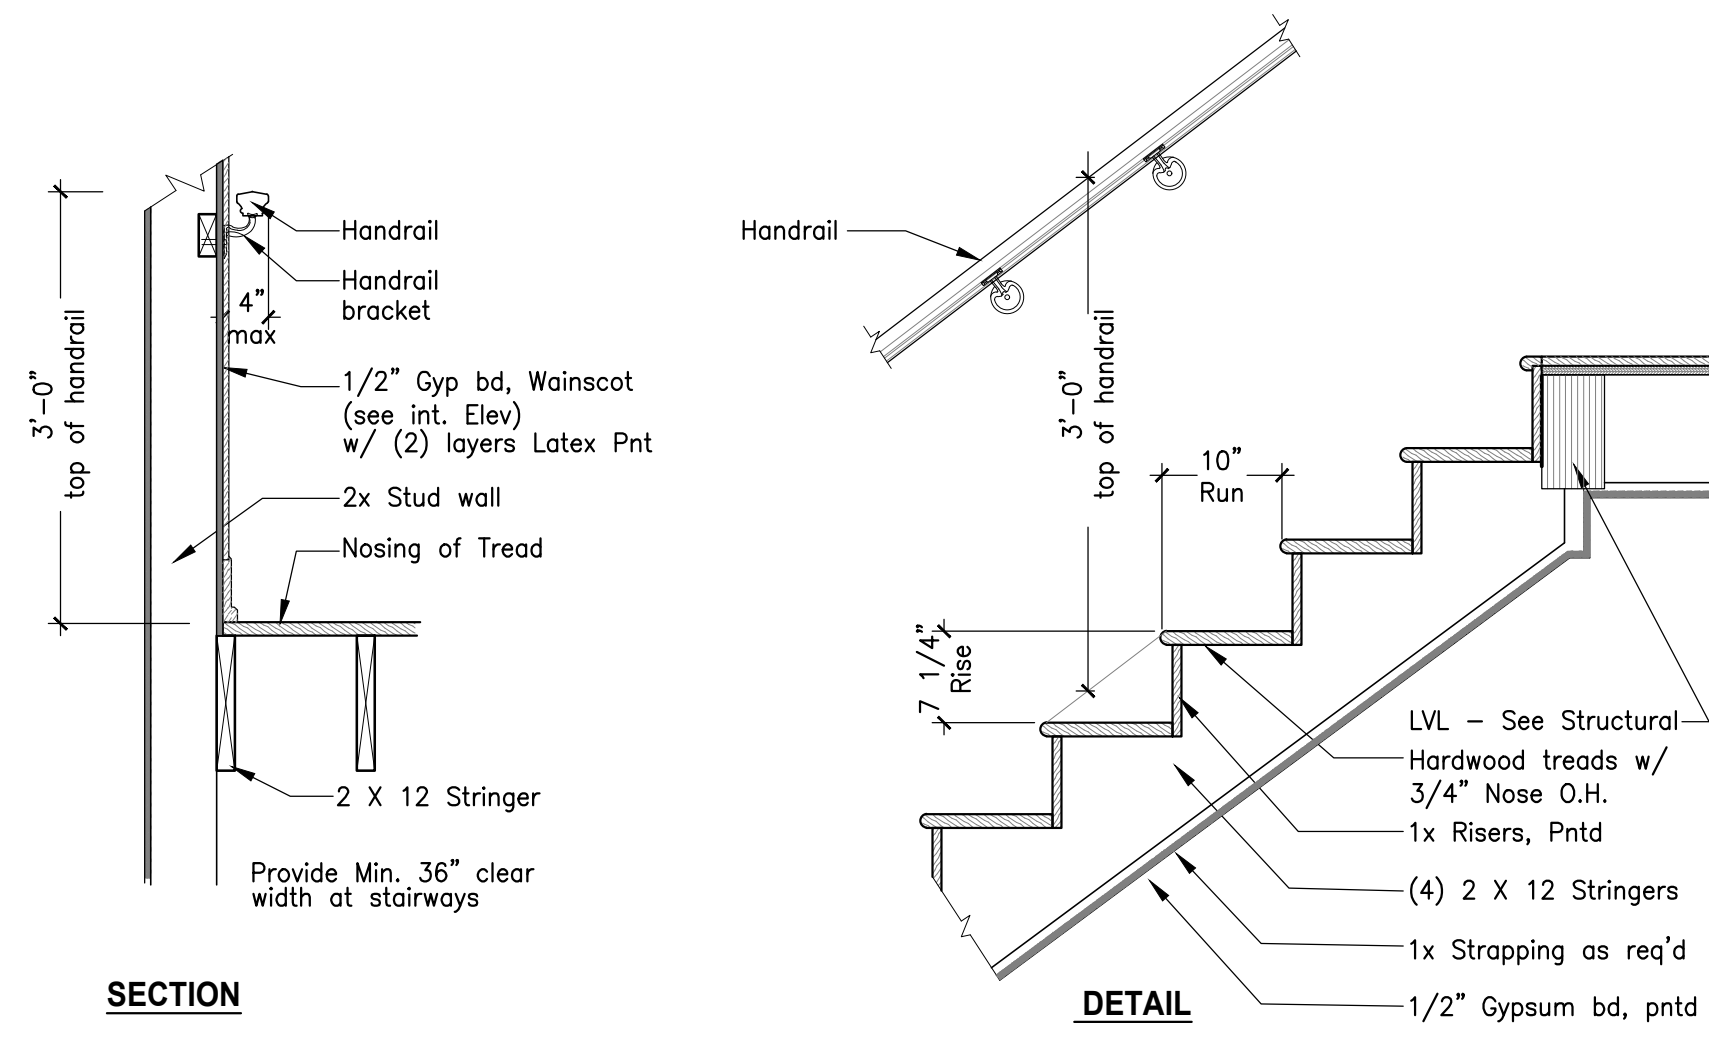 3'-0"
top of handrail
Handrail
Handrail
bracket
4"
max
1/2" Gyp bd, Wainscot
(see int. Elev)
w/ (2) layers Latex Pnt
2x Stud wall
Nosing of Tread
2 X 12 Stringer
Provide Min. 36" clear
width at stairways
SECTION
Handrail
3'-0"
top of handrail
10"
Run
7 1/4"
Rise
LVL – See Structural
Hardwood treads w/
3/4" Nose O.H.
1x Risers, Pntd
(4) 2 X 12 Stringers
1x Strapping as req'd
1/2" Gypsum bd, pntd
DETAIL